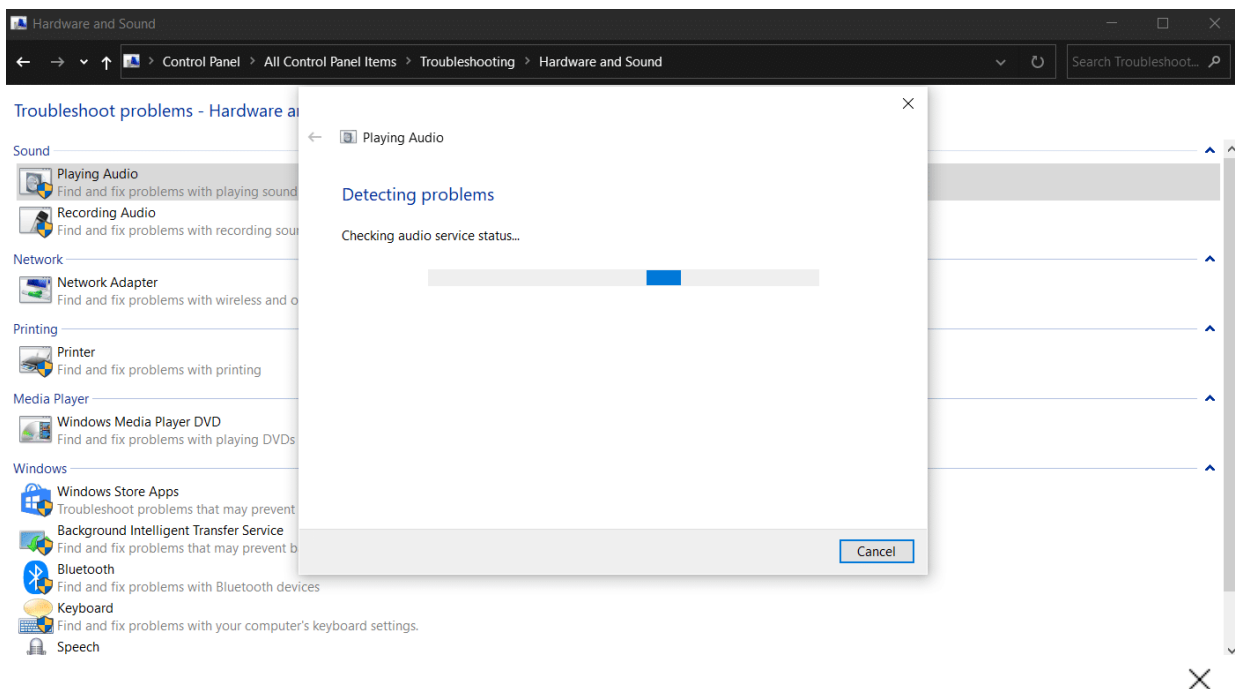 Hardware and Sound
Control Panel > All Control Panel Items > Troubleshooting > Hardware and Sound
Search Troubleshoot...
Troubleshoot problems - Hardware a
Playing Audio
Detecting problems
Checking audio service status...
Cancel
Sound
Playing Audio
Find and fix problems with playing sound
Recording Audio
Find and fix problems with recording sou
Network
Network Adapter
Find and fix problems with wireless and o
Printing
Printer
Find and fix problems with printing
Media Player
Windows Media Player DVD
Find and fix problems with playing DVDs
Windows
Windows Store Apps
Troubleshoot problems that may prevent
Background Intelligent Transfer Service
Find and fix problems that may prevent b
Bluetooth
Find and fix problems with Bluetooth devices
Keyboard
Find and fix problems with your computer's keyboard settings.
Speech